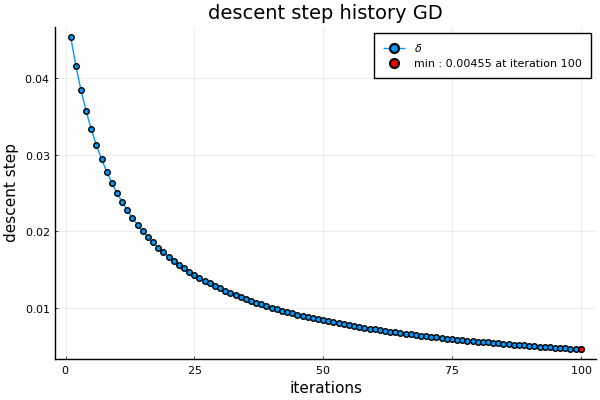 descent step history GD
δ
min : 0.00455 at iteration 100
0.04
0.03
0.02
0.01
descent step
0
25
50
75
100
iterations